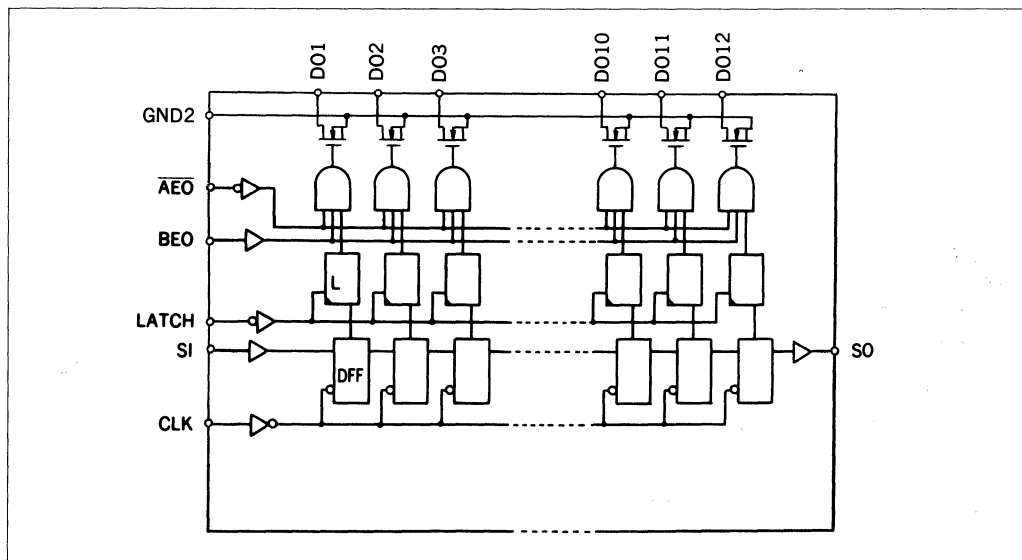 DO1
DO2
DO3
DO10
DO11
DO12
GND2
AEO
BEO
L
LATCH
SI
DFF
SO
CLK